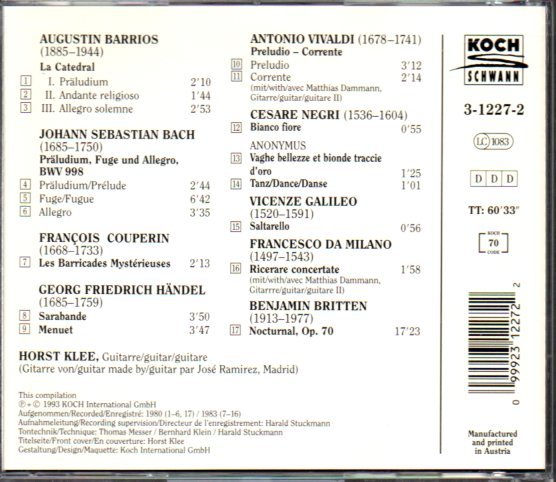 AUGUSTIN BARRIOS
(1885–1944)
La Catedral
1 I. Präludium 2'10
2 II. Andante religioso 1'44
3 III. Allegro solemne 2'53
JOHANN SEBASTIAN BACH
(1685–1750)
Präludium, Fuge und Allegro,
BWV 998
4 Präludium/Prélude 2'44
5 Fuge/Fugue 6'42
6 Allegro 3'35
FRANÇOIS COUPERIN
(1668–1733)
7 Les Barricades Mystérieuses 2'13
GEORG FRIEDRICH HÄNDEL
(1685–1759)
8 Sarabande 3'50
9 Menuet 3'47
ANTONIO VIVALDI (1678–1741)
Preludio – Corrente
10 Preludio 3'12
11 Corrente 2'14
(mit/with/avec Matthias Dammann,
Gitarre/guitar/guitare II)
CESARE NEGRI (1536–1604)
12 Bianco fiore 0'55
ANONYMUS
13 Vaghe bellezze et bionde traccie
d'oro 1'25
14 Tanz/Dance/Danse 1'01
VICENZE GALILEO
(1520–1591)
15 Saltarello 0'56
FRANCESCO DA MILANO
(1497–1543)
16 Ricerare concertate 1'58
(mit/with/avec Matthias Dammann,
Gitarrre/guitar/guitare II)
BENJAMIN BRITTEN
(1913–1977)
17 Nocturnal, Op. 70 17'23
HORST KLEE, Guitarre/guitar/guitare
(Gitarre von/guitar made by/guitar par José Ramirez, Madrid)
This compilation
℗ + © 1993 KOCH International GmbH
Aufgenommen/Recorded/Enregistré: 1980 (1–6, 17) / 1983 (7–16)
Aufnahmeleitung/Recording supervision/Directeur de l'enregistrement: Harald Stuckmann
Tontechnik/Technique: Thomas Messer / Bernhard Klein / Harald Stuckmann
Titelseite/Front cover/En couverture: Horst Klee
Gestaltung/Design/Maquette: Koch International GmbH
KOCH
SCHWANN
3-1227-2
LC 1083
D D D
TT: 60'33"
KOCH
70
CODE
0 99923 12272 2
Manufactured
and printed
in Austria